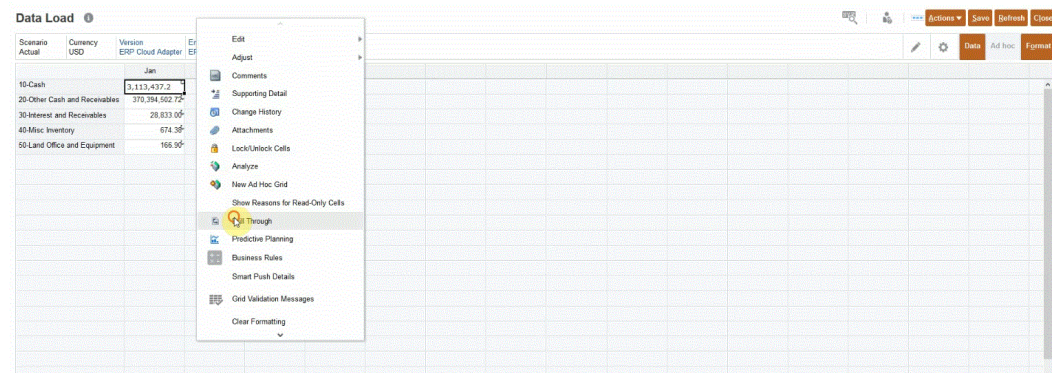 Data Load
Actions Save Refresh Close
Scenario Currency Version
Actual USD ERP Cloud Adapter
Data Ad hoc Format
Jan
10-Cash 3,113,437.2
20-Other Cash and Receivables 370,394,502.72
30-Interest and Receivables 28,833.00
40-Misc Inventory 674.38
50-Land Office and Equipment 166.90
Edit
Adjust
Comments
Supporting Detail
Change History
Attachments
Lock/Unlock Cells
Analyze
New Ad Hoc Grid
Show Reasons for Read-Only Cells
Through
Predictive Planning
Business Rules
Smart Push Details
Grid Validation Messages
Clear Formatting